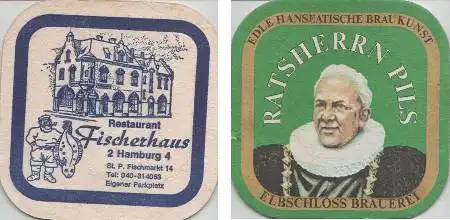 Restaurant
Fischerhaus
2 Hamburg 4
St. P. Fischmarkt 14
Tel: 040-314053
Eigener Parkplatz
EDLE HANSEATISCHE BRAUKUNST
RATSHERRN PILS
ELBSCHLOSS BRAUEREI